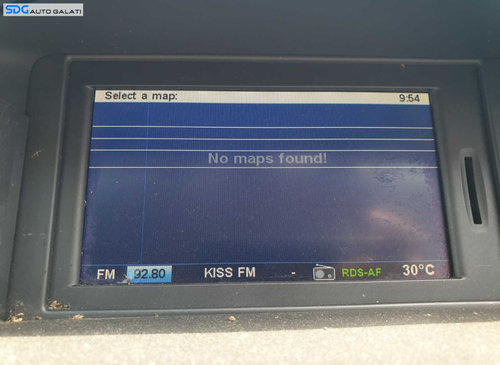 SDG AUTO GALATI
Select a map: 9:54
No maps found!
FM 92.80 KISS FM - RDS-AF 30°C